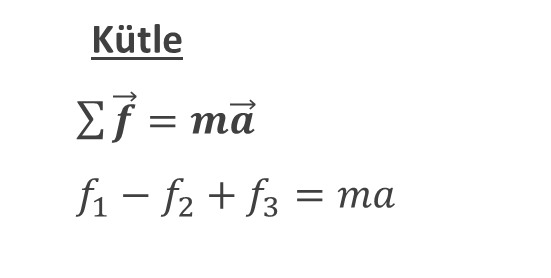 Kütle
∑f⃗ = ma⃗
f₁ − f₂ + f₃ = ma